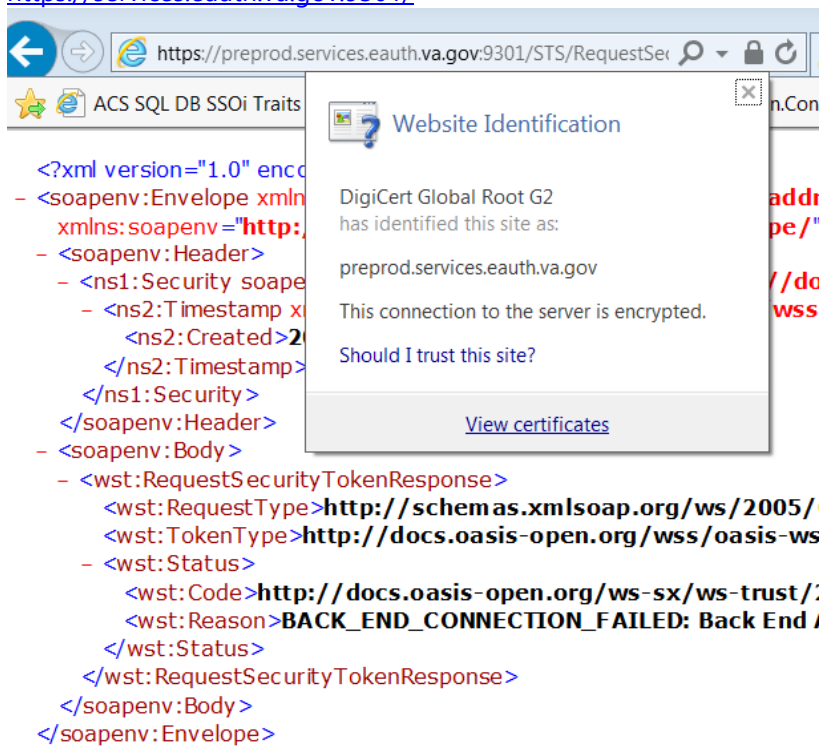 https://preprod.services.eauth.va.gov:9301/STS/RequestSec
ACS SQL DB SSOi Traits
n.Con
Website Identification
DigiCert Global Root G2
has identified this site as:
preprod.services.eauth.va.gov
This connection to the server is encrypted.
Should I trust this site?
View certificates
<?xml version="1.0" enc
- <soapenv:Envelope xmln
addr
xmlns:soapenv="http:/
pe/"
- <soapenv:Header>
- <ns1:Security soape
//do
- <ns2:Timestamp x
wss
<ns2:Created>2
</ns2:Timestamp>
</ns1:Security>
</soapenv:Header>
- <soapenv:Body>
- <wst:RequestSecurityTokenResponse>
<wst:RequestType>http://schemas.xmlsoap.org/ws/2005/
<wst:TokenType>http://docs.oasis-open.org/wss/oasis-ws
- <wst:Status>
<wst:Code>http://docs.oasis-open.org/ws-sx/ws-trust/
<wst:Reason>BACK_END_CONNECTION_FAILED: Back End
</wst:Status>
</wst:RequestSecurityTokenResponse>
</soapenv:Body>
</soapenv:Envelope>